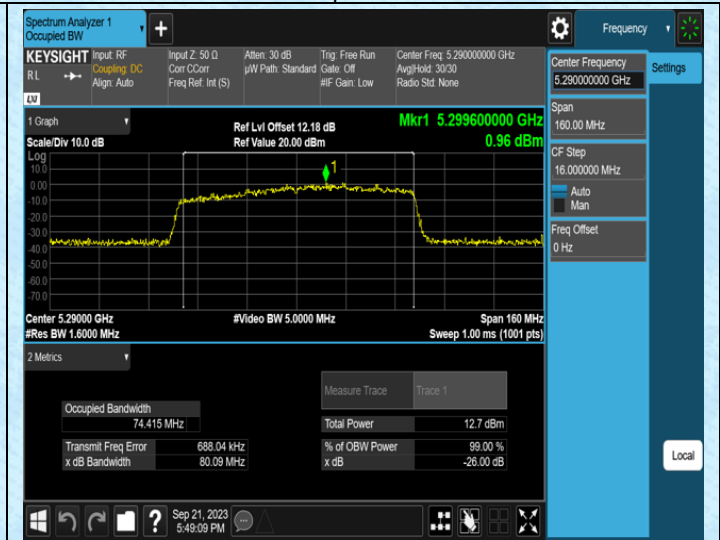 Spectrum Analyzer 1
Occupied BW
Frequency
KEYSIGHT
RL
LXI
Input: RF
Coupling: DC
Align: Auto
Input Z: 50 Ω
Corr CCorr
Freq Ref: Int (S)
Atten: 30 dB
µW Path: Standard
Trig: Free Run
Gate: Off
#IF Gain: Low
Center Freq: 5.290000000 GHz
Avg|Hold: 30/30
Radio Std: None
Center Frequency
5.290000000 GHz
Settings
Span
160.00 MHz
CF Step
16.000000 MHz
Auto
Man
Freq Offset
0 Hz
1 Graph
Scale/Div 10.0 dB
Ref Lvl Offset 12.18 dB
Ref Value 20.00 dBm
Mkr1 5.299600000 GHz
0.96 dBm
Log
10.0
0.00
-10.0
-20.0
-30.0
-40.0
-50.0
-60.0
-70.0
1
Center 5.29000 GHz
#Res BW 1.6000 MHz
#Video BW 5.0000 MHz
Span 160 MHz
Sweep 1.00 ms (1001 pts)
2 Metrics
Measure Trace
Trace 1
Occupied Bandwidth
74.415 MHz
Total Power
12.7 dBm
Transmit Freq Error
688.04 kHz
% of OBW Power
99.00 %
x dB Bandwidth
80.09 MHz
x dB
-26.00 dB
Local
?
Sep 21, 2023
5:49:09 PM